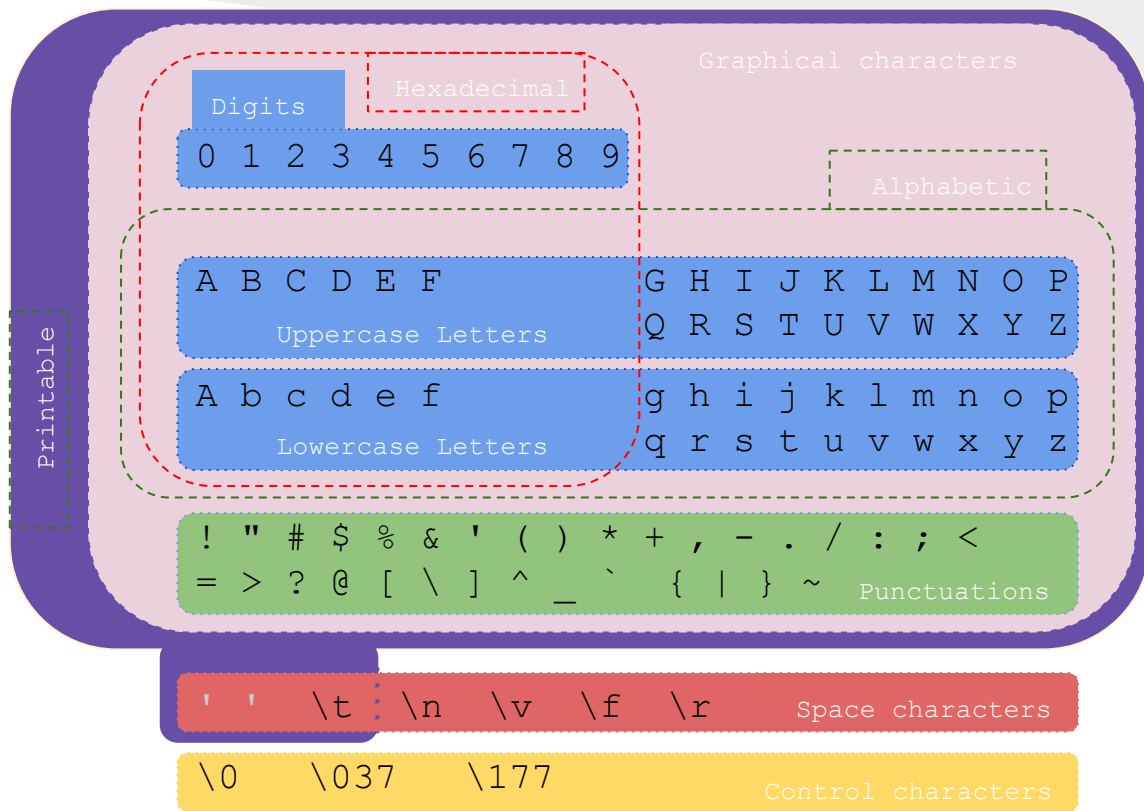 Graphical characters
Hexadecimal
Digits
0 1 2 3 4 5 6 7 8 9
Alphabetic
A B C D E F G H I J K L M N O P
Uppercase Letters Q R S T U V W X Y Z
Printable
A b c d e f g h i j k l m n o p
Lowercase Letters q r s t u v w x y z
! " # $ % & ' ( ) * + , - . / : ; <
= > ? @ [ \ ] ^ _ ` { | } ~ Punctuations
' ' \t : \n \v \f \r Space characters
\0 \037 \177 Control characters